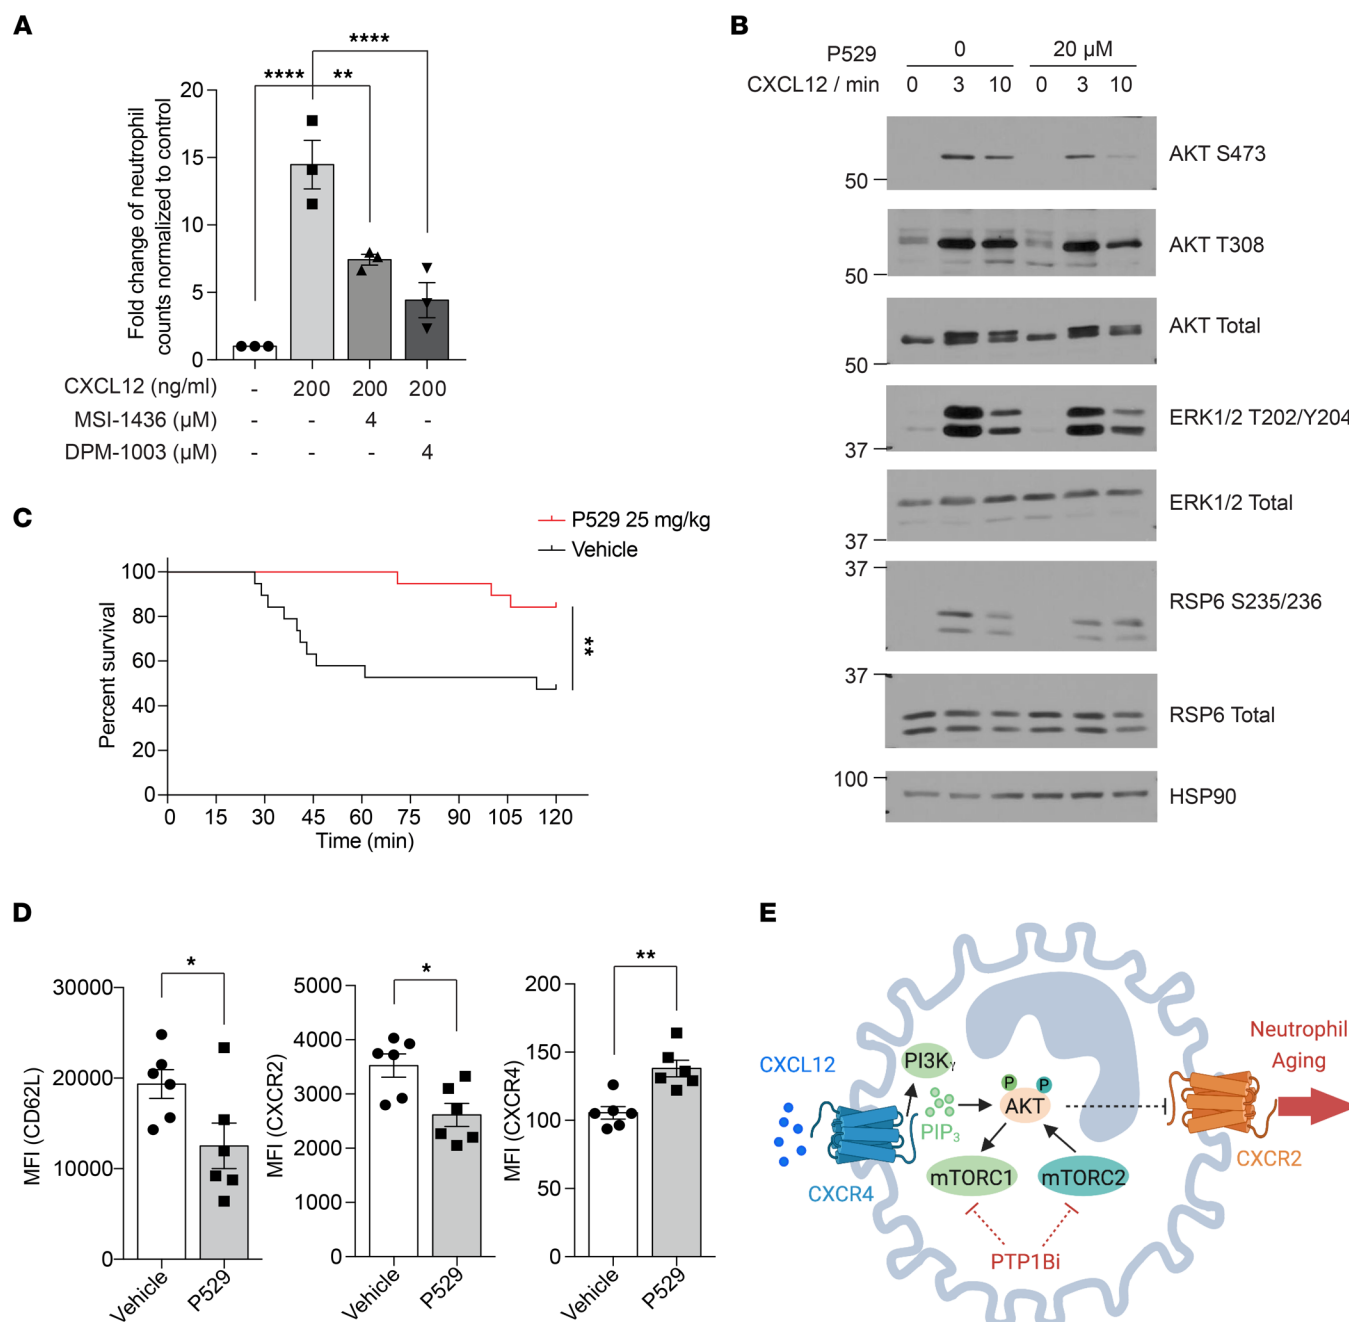 A
Fold change of neutrophil
counts normalized to control
20
15
10
5
0
****
**
****
CXCL12 (ng/ml) - 200 200 200
MSI-1436 (µM) - - 4 -
DPM-1003 (µM) - - - 4
B
P529 0 20 µM
CXCL12 / min 0 3 10 0 3 10
50
AKT S473
50
AKT T308
50
AKT Total
37
ERK1/2 T202/Y204
37
ERK1/2 Total
37
RSP6 S235/236
37
RSP6 Total
100
HSP90
C
P529 25 mg/kg
Vehicle
Percent survival
100
80
60
40
20
0
0 15 30 45 60 75 90 105 120
Time (min)
**
D
MFI (CD62L)
30000
20000
10000
0
*
Vehicle
P529
MFI (CXCR2)
5000
4000
3000
2000
1000
0
*
Vehicle
P529
MFI (CXCR4)
200
150
100
50
0
**
Vehicle
P529
E
CXCL12
CXCR4
PI3Kγ
PIP3
P
P
AKT
mTORC1
mTORC2
PTP1Bi
CXCR2
Neutrophil
Aging